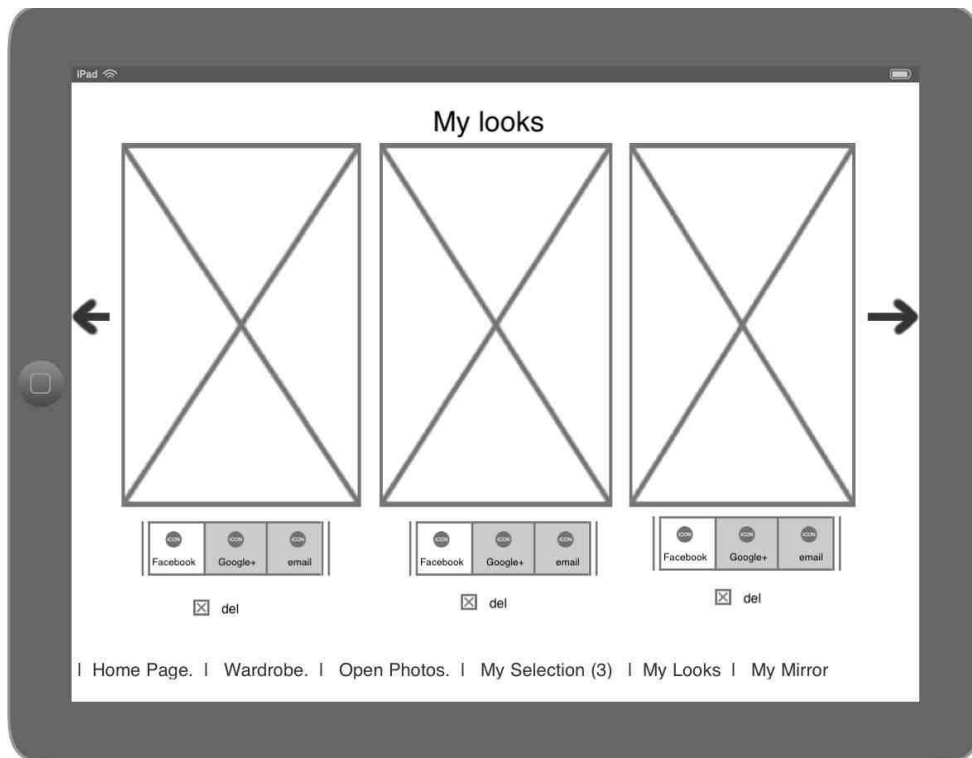 iPad
My looks
ICON ICON ICON
Facebook Google+ email
ICON ICON ICON
Facebook Google+ email
ICON ICON ICON
Facebook Google+ email
del
del
del
| Home Page. | Wardrobe. | Open Photos. | My Selection (3) | My Looks | My Mirror